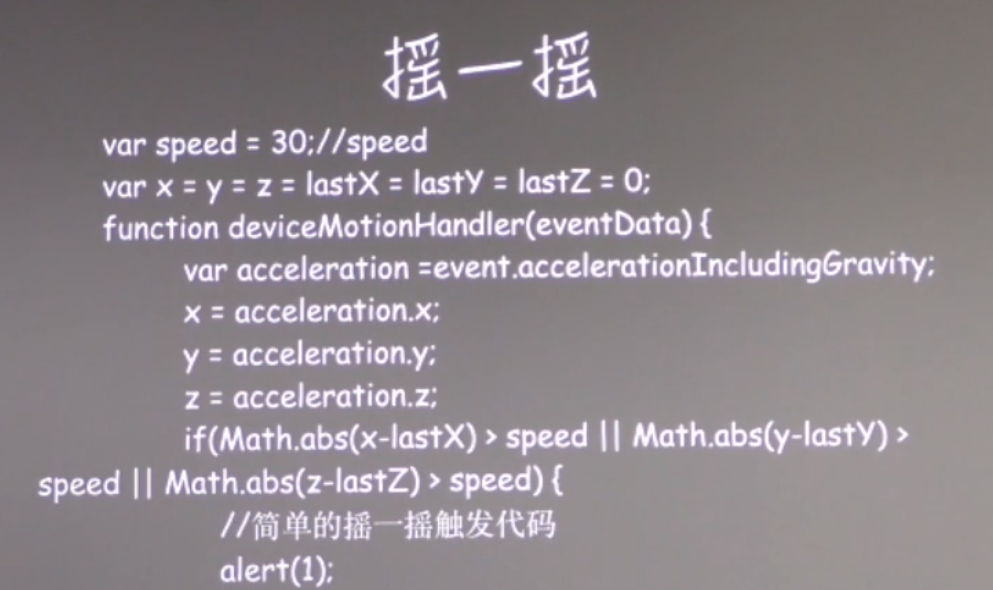 摇一摇
var speed = 30;//speed
var x = y = z = lastX = lastY = lastZ = 0;
function deviceMotionHandler(eventData) {
var acceleration =event.accelerationIncludingGravity;
x = acceleration.x;
y = acceleration.y;
z = acceleration.z;
if(Math.abs(x-lastX) > speed || Math.abs(y-lastY) >
speed || Math.abs(z-lastZ) > speed) {
//简单的摇一摇触发代码
alert(1);